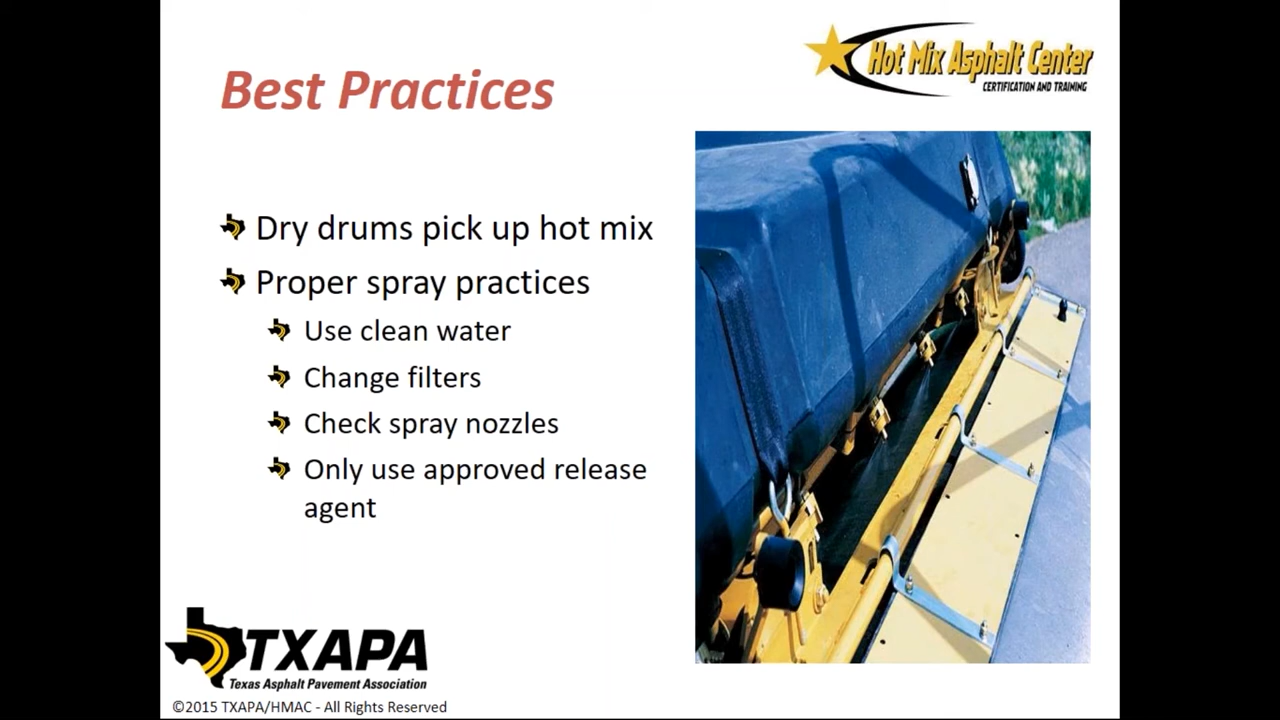 Hot Mix Asphalt Center
CERTIFICATION AND TRAINING
Best Practices
Dry drums pick up hot mix
Proper spray practices
Use clean water
Change filters
Check spray nozzles
Only use approved release
agent
TXAPA
Texas Asphalt Pavement Association
©2015 TXAPA/HMAC - All Rights Reserved